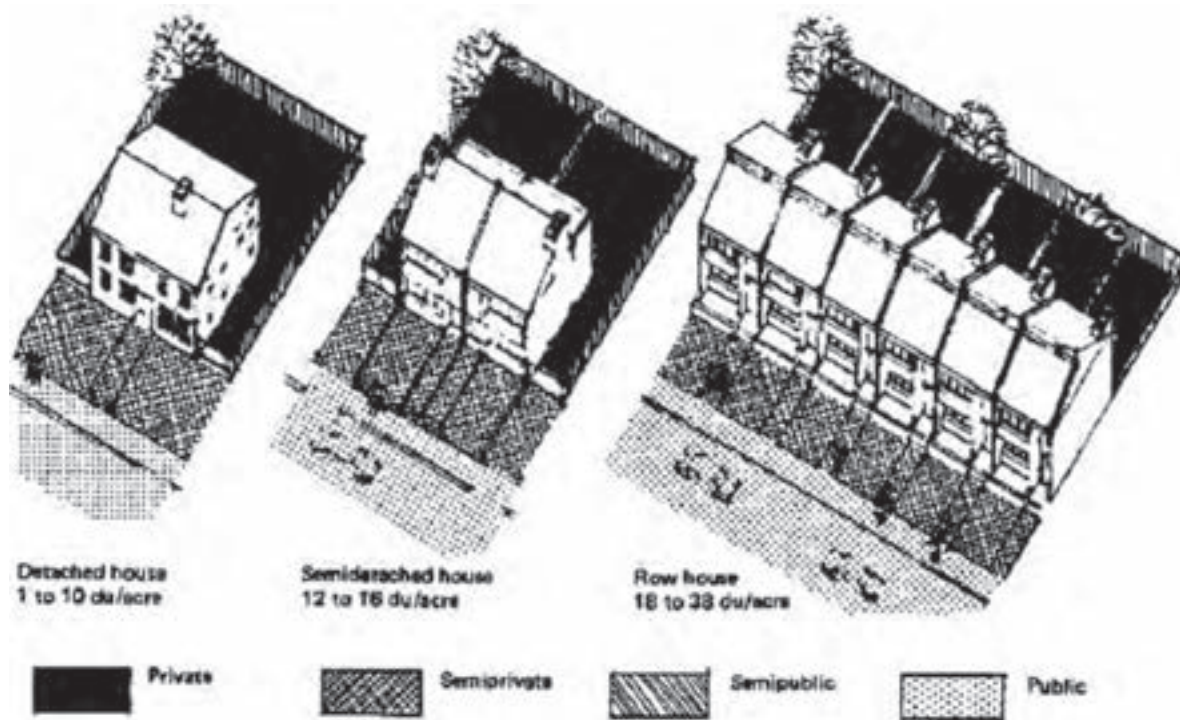 Detached house
1 to 10 du/acre
Semidetached house
12 to 16 du/acre
Row house
18 to 38 du/acre
Private
Semiprivate
Semipublic
Public